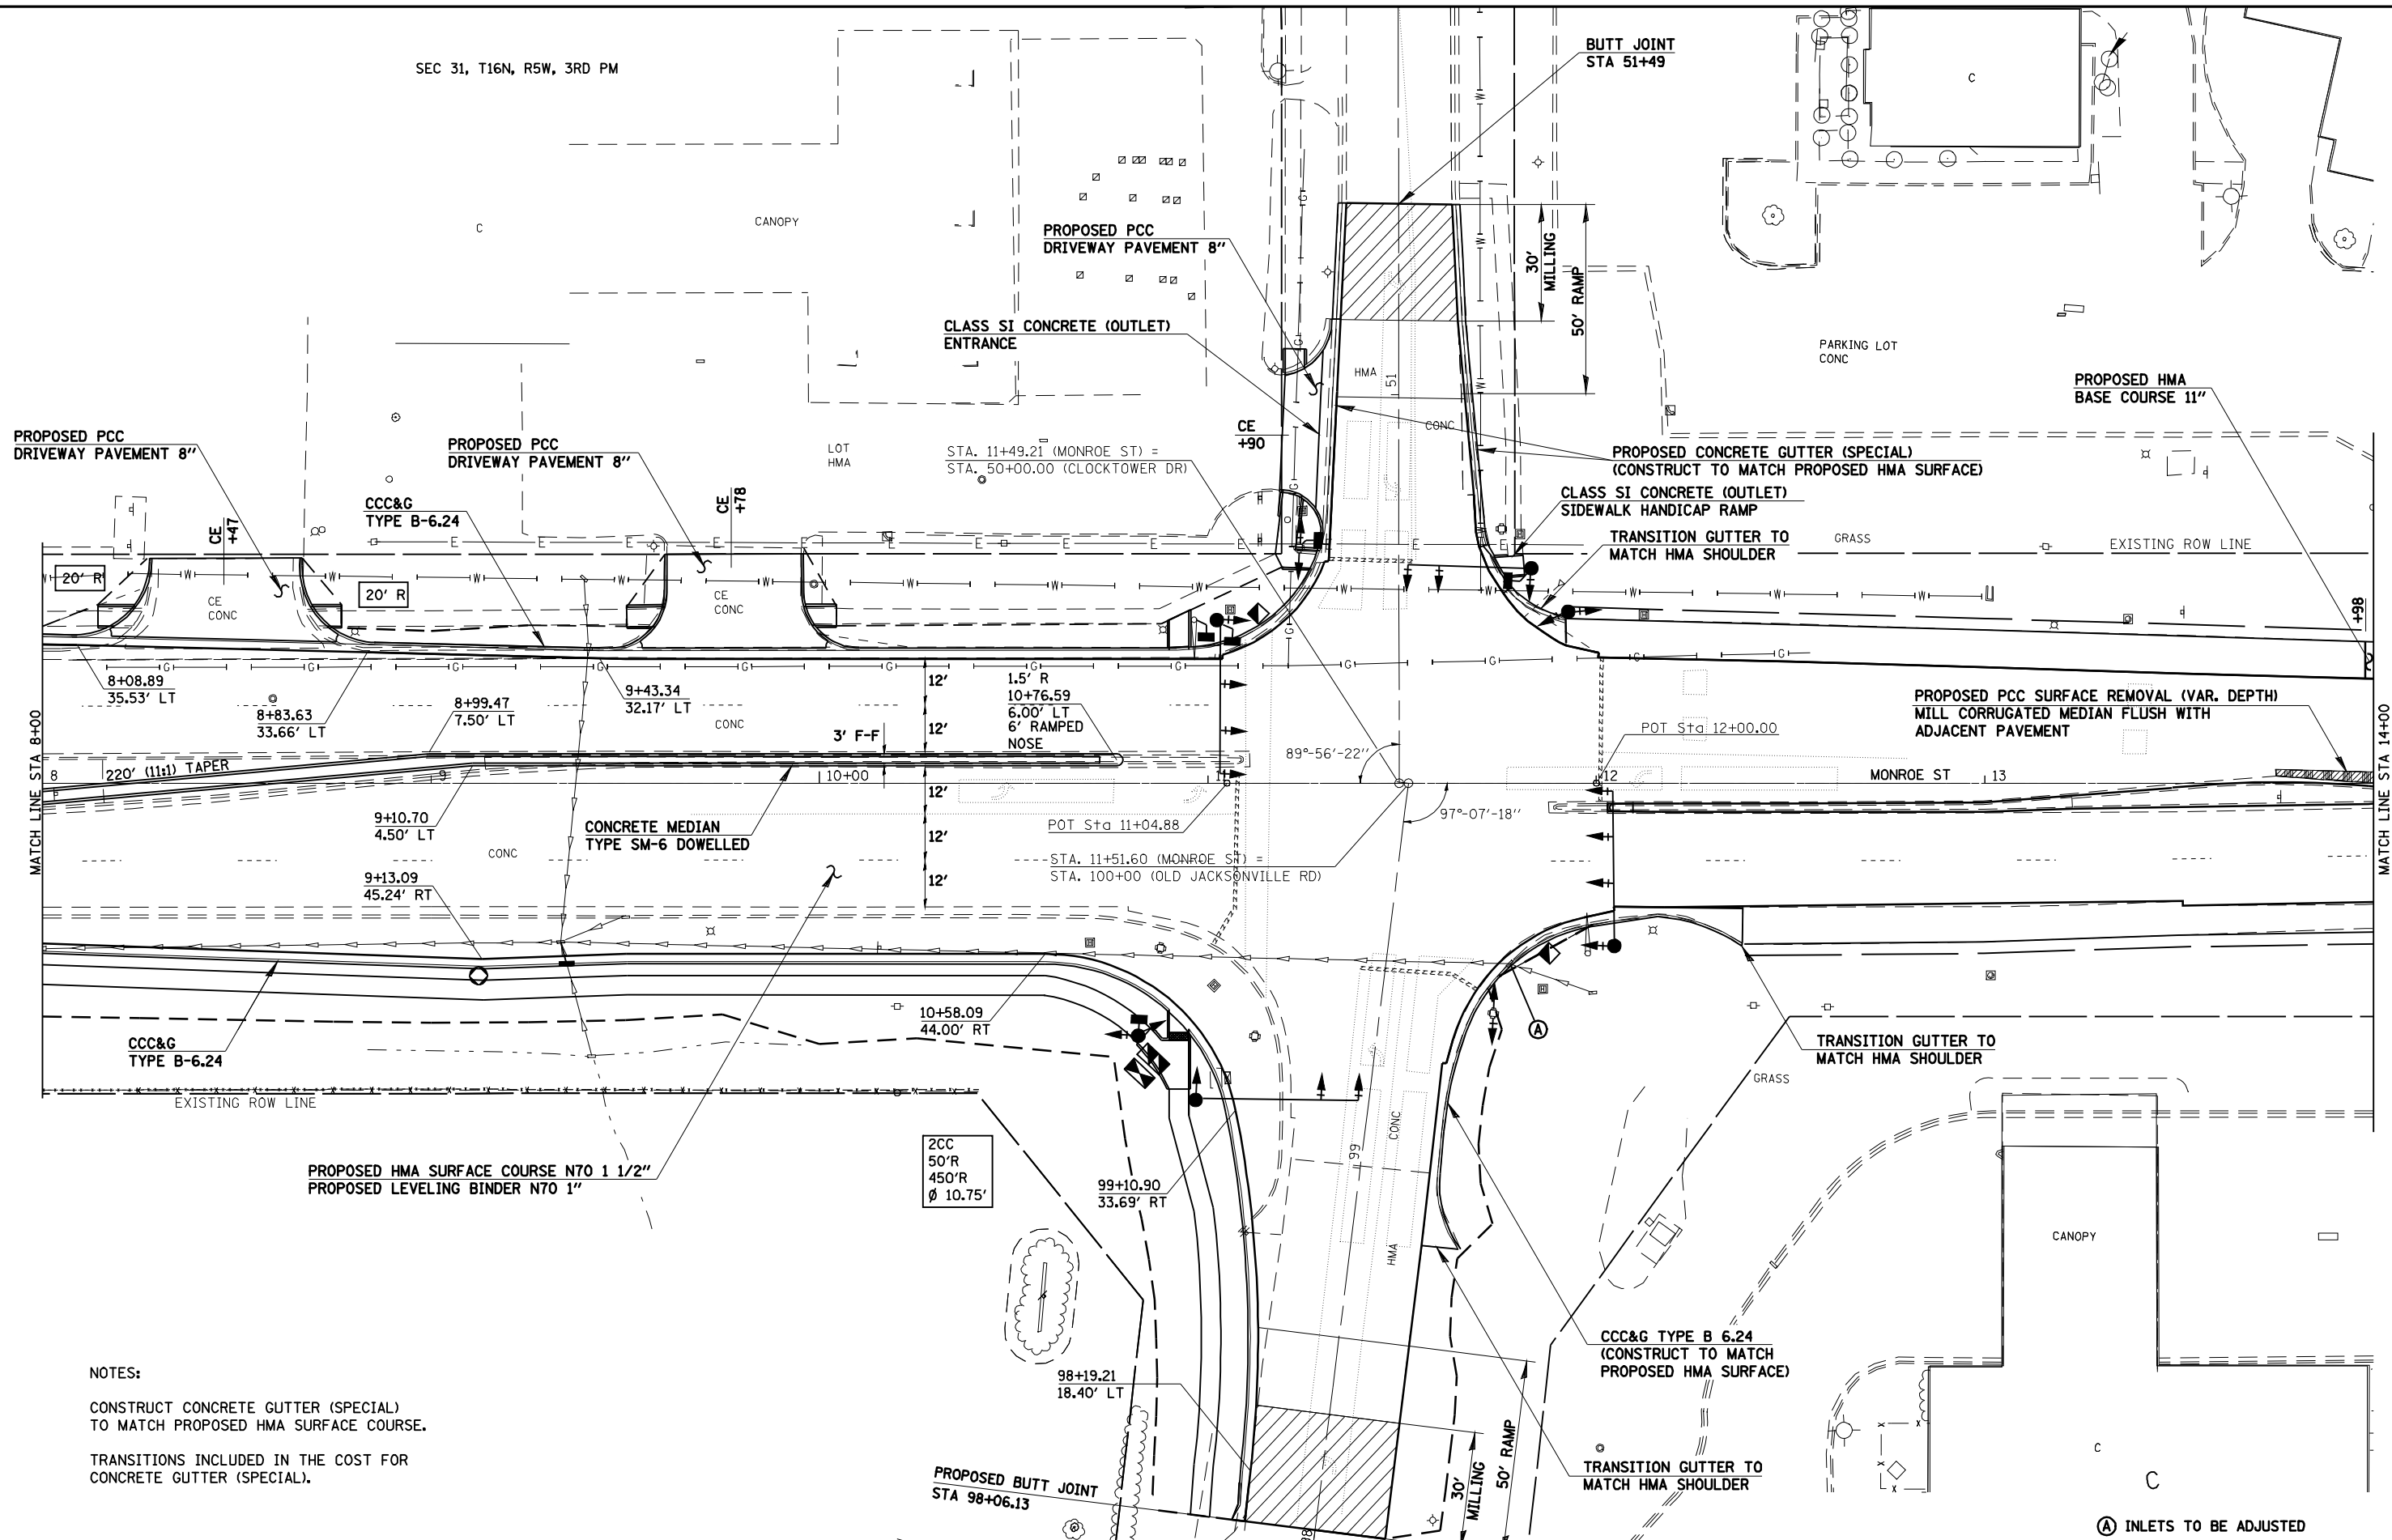 SEC 31, T16N, R5W, 3RD PM
BUTT JOINT
STA 51+49
C
C
CANOPY
PROPOSED PCC
DRIVEWAY PAVEMENT 8"
30'
MILLING
50' RAMP
CLASS SI CONCRETE (OUTLET)
ENTRANCE
HMA
51
CONC
PARKING LOT
CONC
PROPOSED HMA
BASE COURSE 11"
PROPOSED PCC
DRIVEWAY PAVEMENT 8"
PROPOSED PCC
DRIVEWAY PAVEMENT 8"
LOT
HMA
CE
+90
STA. 11+49.21 (MONROE ST) =
STA. 50+00.00 (CLOCKTOWER DR)
PROPOSED CONCRETE GUTTER (SPECIAL)
(CONSTRUCT TO MATCH PROPOSED HMA SURFACE)
CLASS SI CONCRETE (OUTLET)
SIDEWALK HANDICAP RAMP
TRANSITION GUTTER TO
MATCH HMA SHOULDER
GRASS
EXISTING ROW LINE
CCC&G
TYPE B-6.24
CE
+47
CE
+78
20' R
20' R
CE
CONC
CE
CONC
+98
8+08.89
35.53' LT
8+83.63
33.66' LT
8+99.47
7.50' LT
9+43.34
32.17' LT
CONC
12'
12'
12'
12'
12'
3' F-F
1.5' R
10+76.59
6.00' LT
6' RAMPED
NOSE
PROPOSED PCC SURFACE REMOVAL (VAR. DEPTH)
MILL CORRUGATED MEDIAN FLUSH WITH
ADJACENT PAVEMENT
POT Sta 12+00.00
89°-56'-22"
MATCH LINE STA 8+00
8
220' (11:1) TAPER
9
10+00
11
12
MONROE ST
13
MATCH LINE STA 14+00
9+10.70
4.50' LT
CONCRETE MEDIAN
TYPE SM-6 DOWELLED
POT Sta 11+04.88
97°-07'-18"
CONC
STA. 11+51.60 (MONROE ST) =
STA. 100+00 (OLD JACKSONVILLE RD)
9+13.09
45.24' RT
10+58.09
44.00' RT
A
CCC&G
TYPE B-6.24
TRANSITION GUTTER TO
MATCH HMA SHOULDER
GRASS
EXISTING ROW LINE
CONC
99
2CC
50'R
450'R
Ø 10.75'
PROPOSED HMA SURFACE COURSE N70 1 1/2"
PROPOSED LEVELING BINDER N70 1"
99+10.90
33.69' RT
HMA
CANOPY
CCC&G TYPE B 6.24
(CONSTRUCT TO MATCH
PROPOSED HMA SURFACE)
98+19.21
18.40' LT
NOTES:
CONSTRUCT CONCRETE GUTTER (SPECIAL)
TO MATCH PROPOSED HMA SURFACE COURSE.
TRANSITIONS INCLUDED IN THE COST FOR
CONCRETE GUTTER (SPECIAL).
PROPOSED BUTT JOINT
STA 98+06.13
98
30'
MILLING
50' RAMP
TRANSITION GUTTER TO
MATCH HMA SHOULDER
C
C
A INLETS TO BE ADJUSTED